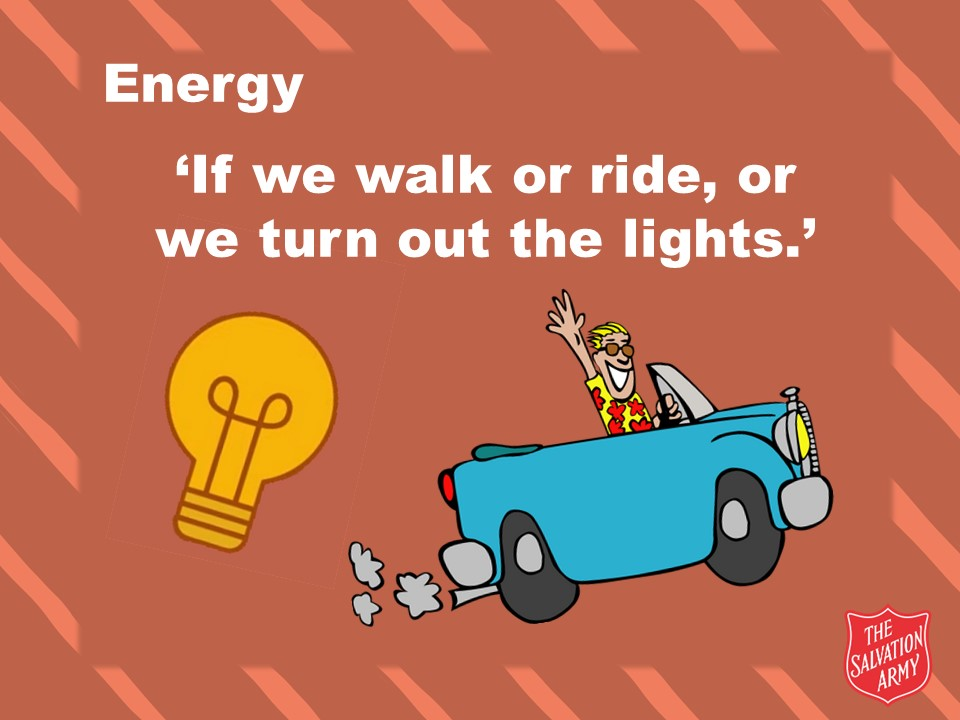 Energy
‘If we walk or ride, or
we turn out the lights.’
THE
SALVATION
ARMY